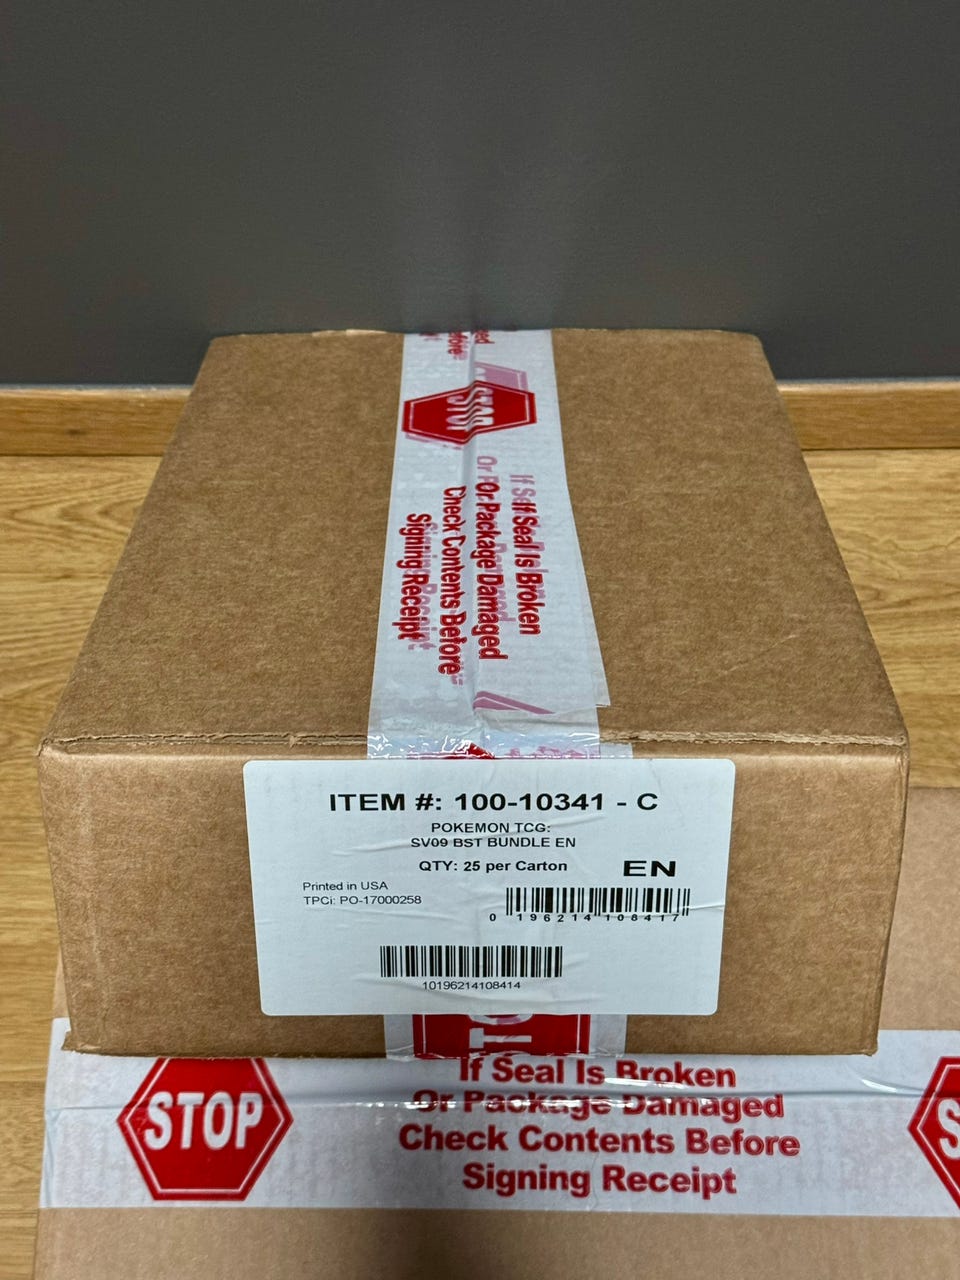 STOP
If Seal Is Broken
Or Package Damaged
Check Contents Before
Signing Receipt
ITEM #: 100-10341 - C
POKEMON TCG:
SV09 BST BUNDLE EN
QTY: 25 per Carton
EN
Printed in USA
TPCi: PO-17000258
0 196214 108417
10196214108414
STOP
If Seal Is Broken
Or Package Damaged
Check Contents Before
Signing Receipt